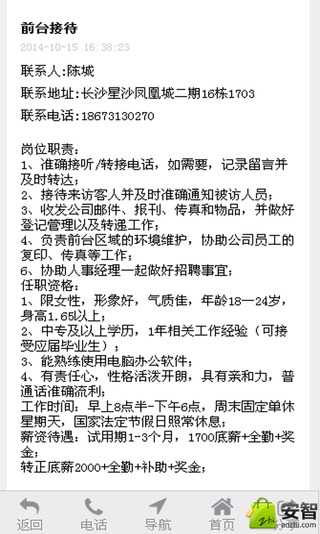 前台接待
2014-10-15 16:38:23
联系人:陈城
联系地址:长沙星沙凤凰城二期16栋1703
联系电话:18673130270
岗位职责:
1、准确接听/转接电话，如需要，记录留言并
及时转达；
2、接待来访客人并及时准确通知被访人员；
3、收发公司邮件、报刊、传真和物品，并做好
登记管理以及转递工作；
4、负责前台区域的环境维护，协助公司员工的
复印、传真等工作；
6、协助人事经理一起做好招聘事宜；
任职资格:
1、限女性，形象好，气质佳，年龄18—24岁，
身高1.65以上；
2、中专及以上学历，1年相关工作经验（可接
受应届毕业生）；
3、能熟练使用电脑办公软件；
4、有责任心，性格活泼开朗，具有亲和力，普
通话准确流利；
工作时间: 早上8点半-下午6点，周末固定单休
星期天，国家法定节假日照常休息；
薪资待遇: 试用期1-3个月，1700底薪+全勤+奖
金；
转正底薪2000+全勤+补助+奖金；
返回 电话 导航 首页
安智
anzhi.com